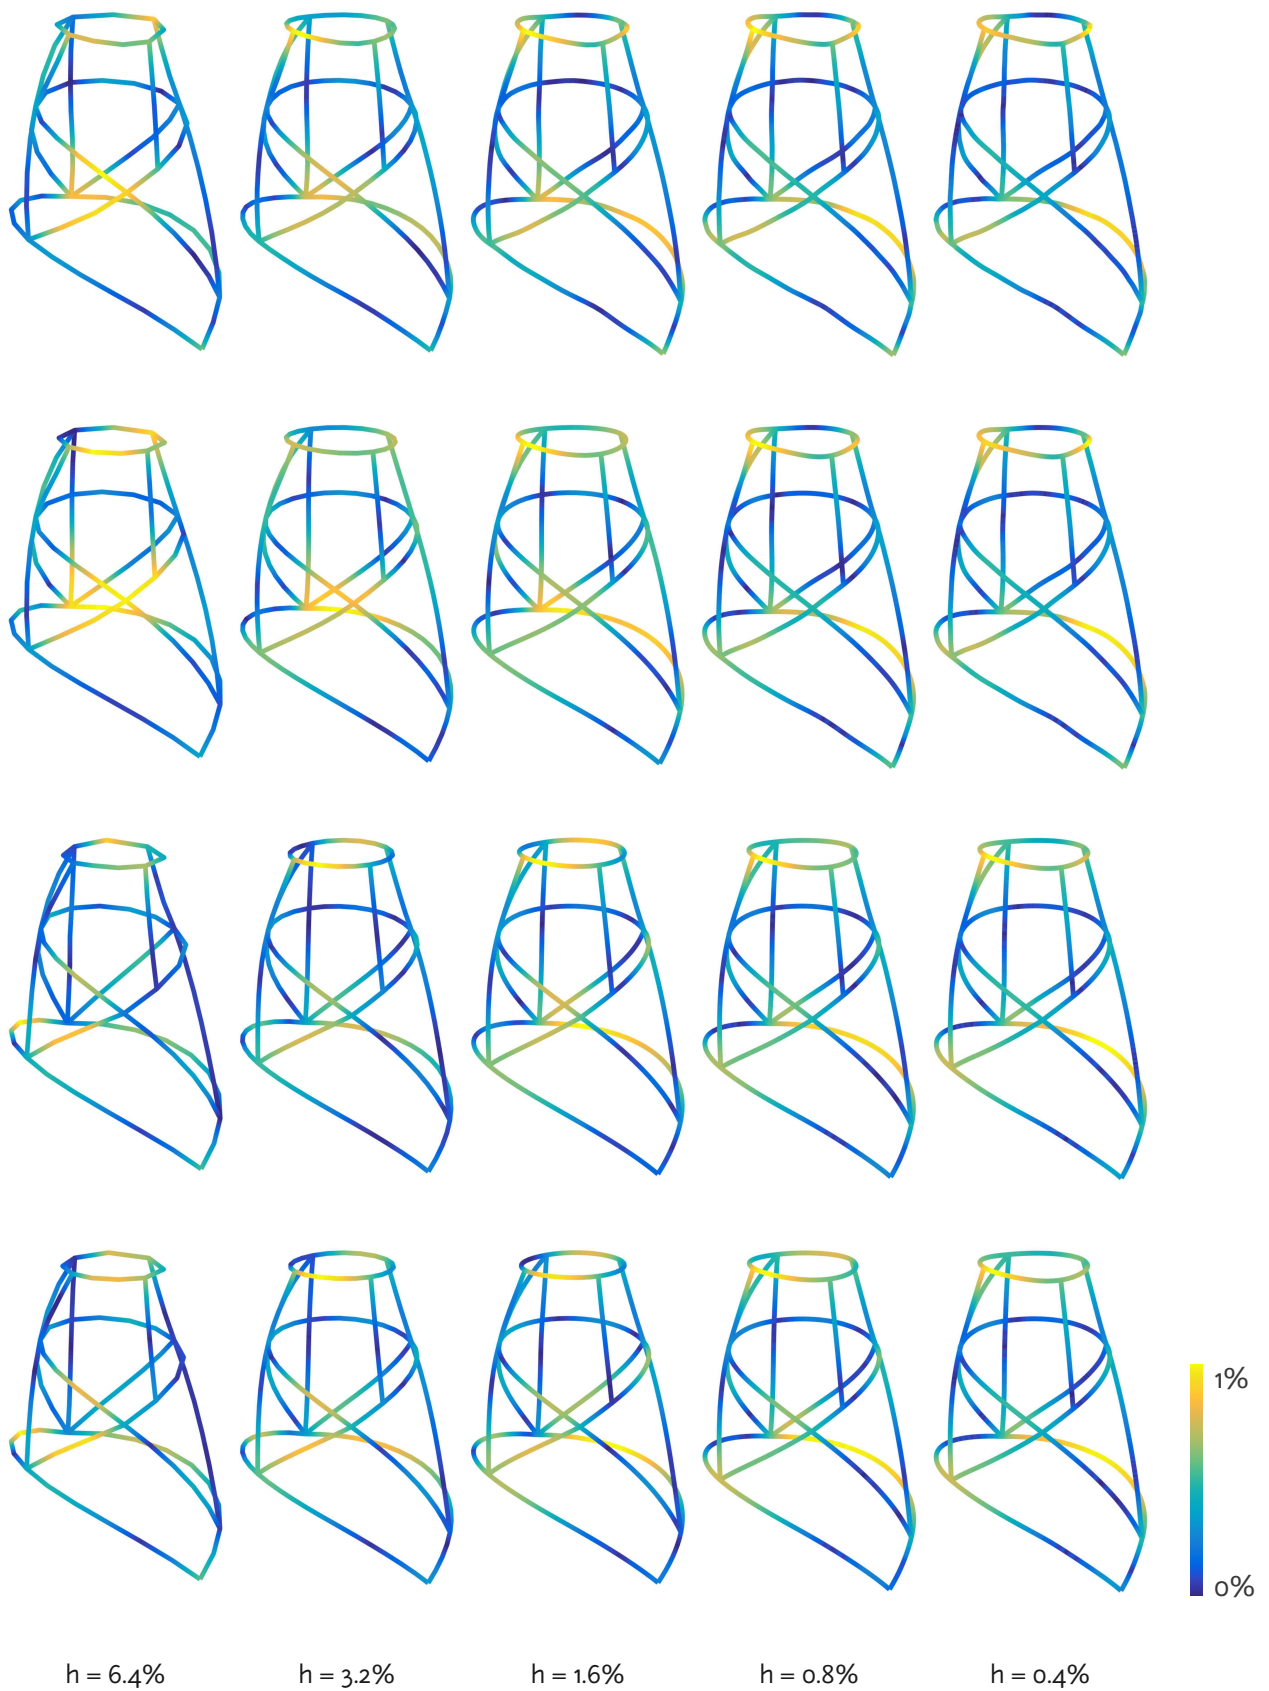 1%
0%
h = 6.4% h = 3.2% h = 1.6% h = 0.8% h = 0.4%